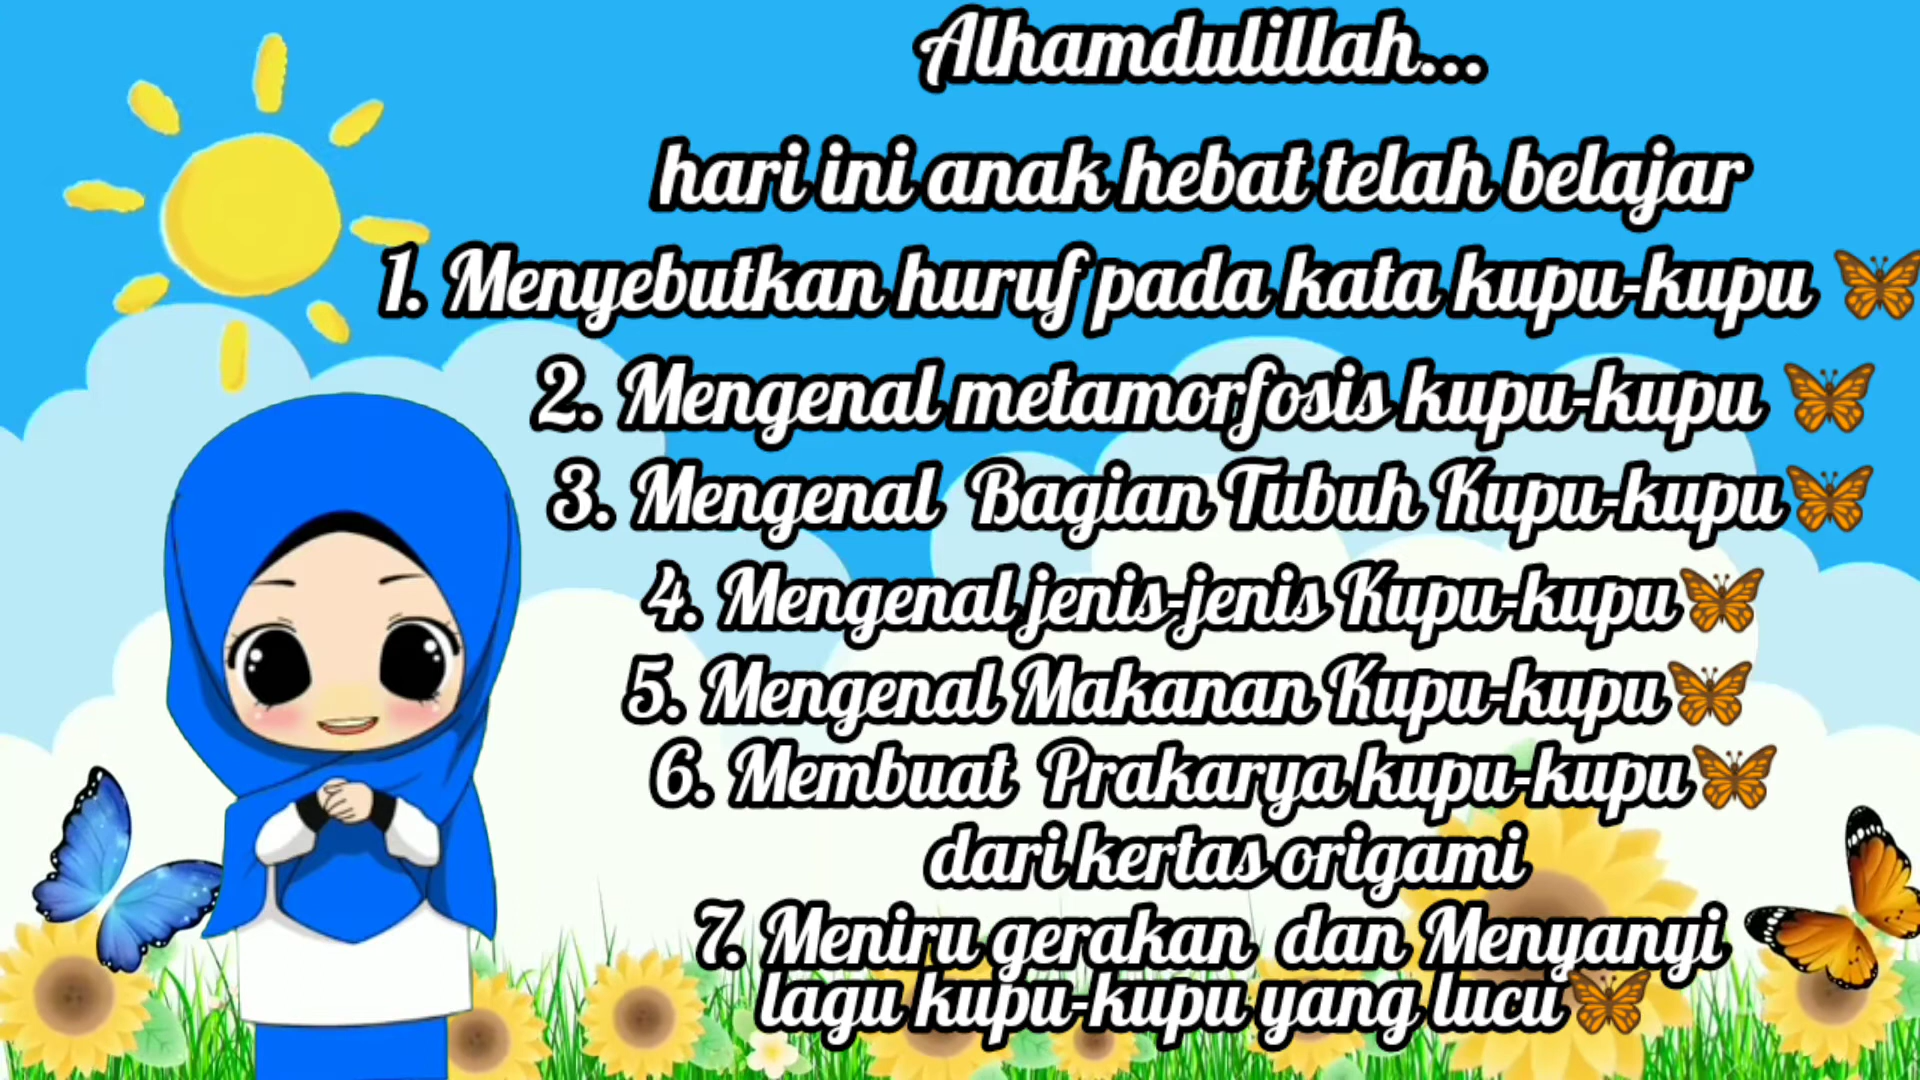 Alhamdulillah...
hari ini anak hebat telah belajar
1. Menyebutkan huruf pada kata kupu-kupu 🦋
2. Mengenal metamorfosis kupu-kupu 🦋
3. Mengenal Bagian Tubuh Kupu-kupu 🦋
4. Mengenal jenis-jenis Kupu-kupu 🦋
5. Mengenal Makanan Kupu-kupu 🦋
6. Membuat Prakarya kupu-kupu 🦋
dari kertas origami
7. Meniru gerakan dan Menyanyi
lagu kupu-kupu yang lucu 🦋